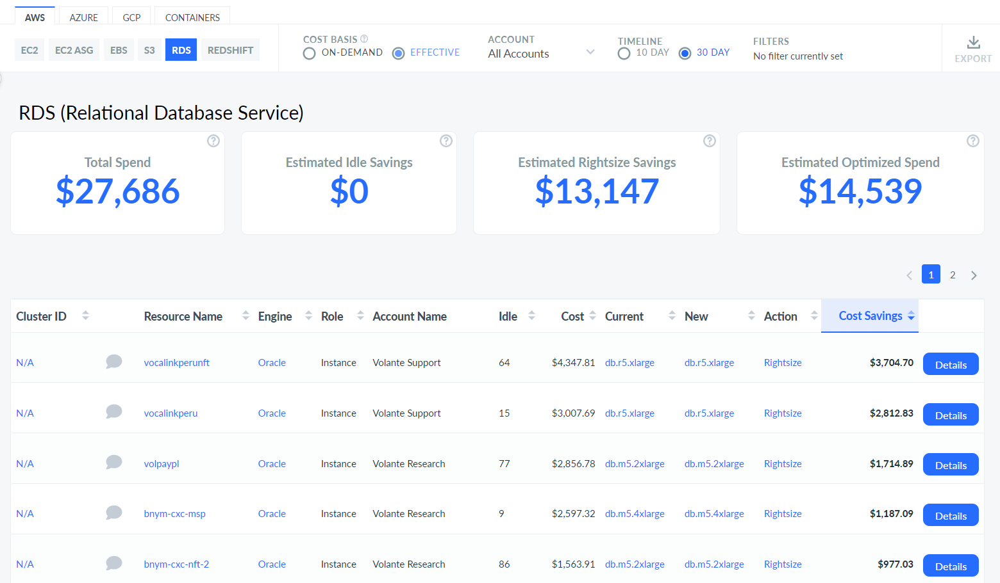 AWS AZURE GCP CONTAINERS
EC2 EC2 ASG EBS S3 RDS REDSHIFT
COST BASIS ?
ON-DEMAND EFFECTIVE
ACCOUNT
All Accounts
TIMELINE
10 DAY 30 DAY
FILTERS
No filter currently set
EXPORT
RDS (Relational Database Service)
?
Total Spend
$27,686
?
Estimated Idle Savings
$0
?
Estimated Rightsize Savings
$13,147
?
Estimated Optimized Spend
$14,539
1 2
Cluster ID Resource Name Engine Role Account Name Idle Cost Current New Action Cost Savings
N/A vocalinkperunft Oracle Instance Volante Support 64 $4,347.81 db.r5.xlarge db.r5.xlarge Rightsize $3,704.70 Details
N/A vocalinkperu Oracle Instance Volante Support 15 $3,007.69 db.r5.xlarge db.r5.xlarge Rightsize $2,812.83 Details
N/A volpaypl Oracle Instance Volante Research 77 $2,856.78 db.m5.2xlarge db.m5.2xlarge Rightsize $1,714.89 Details
N/A bnym-cxc-msp Oracle Instance Volante Research 9 $2,597.32 db.m5.4xlarge db.m5.4xlarge Rightsize $1,187.09 Details
N/A bnym-cxc-nft-2 Oracle Instance Volante Research 86 $1,563.91 db.m5.2xlarge db.m5.2xlarge Rightsize $977.03 Details